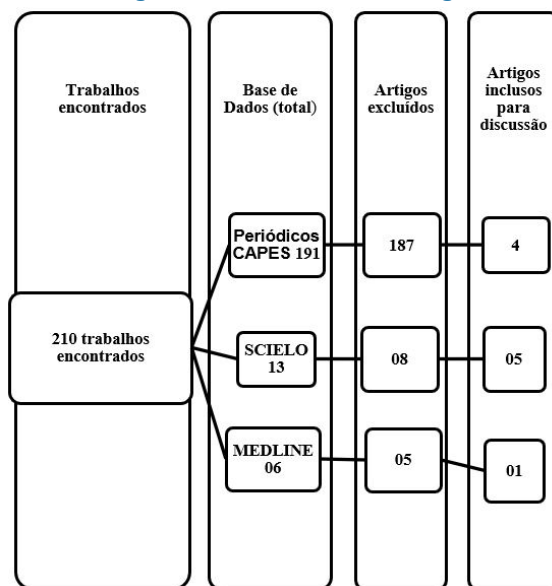 Trabalhos
encontrados
Base de
Dados (total)
Artigos
excluídos
Artigos
inclusos
para
discussão
210 trabalhos
encontrados
Periódicos
CAPES 191
187
4
SCIELO
13
08
05
MEDLINE
06
05
01